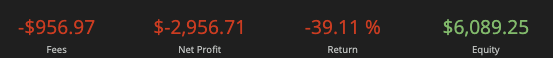 -$956.97 $-2,956.71 -39.11 % $6,089.25
Fees Net Profit Return Equity